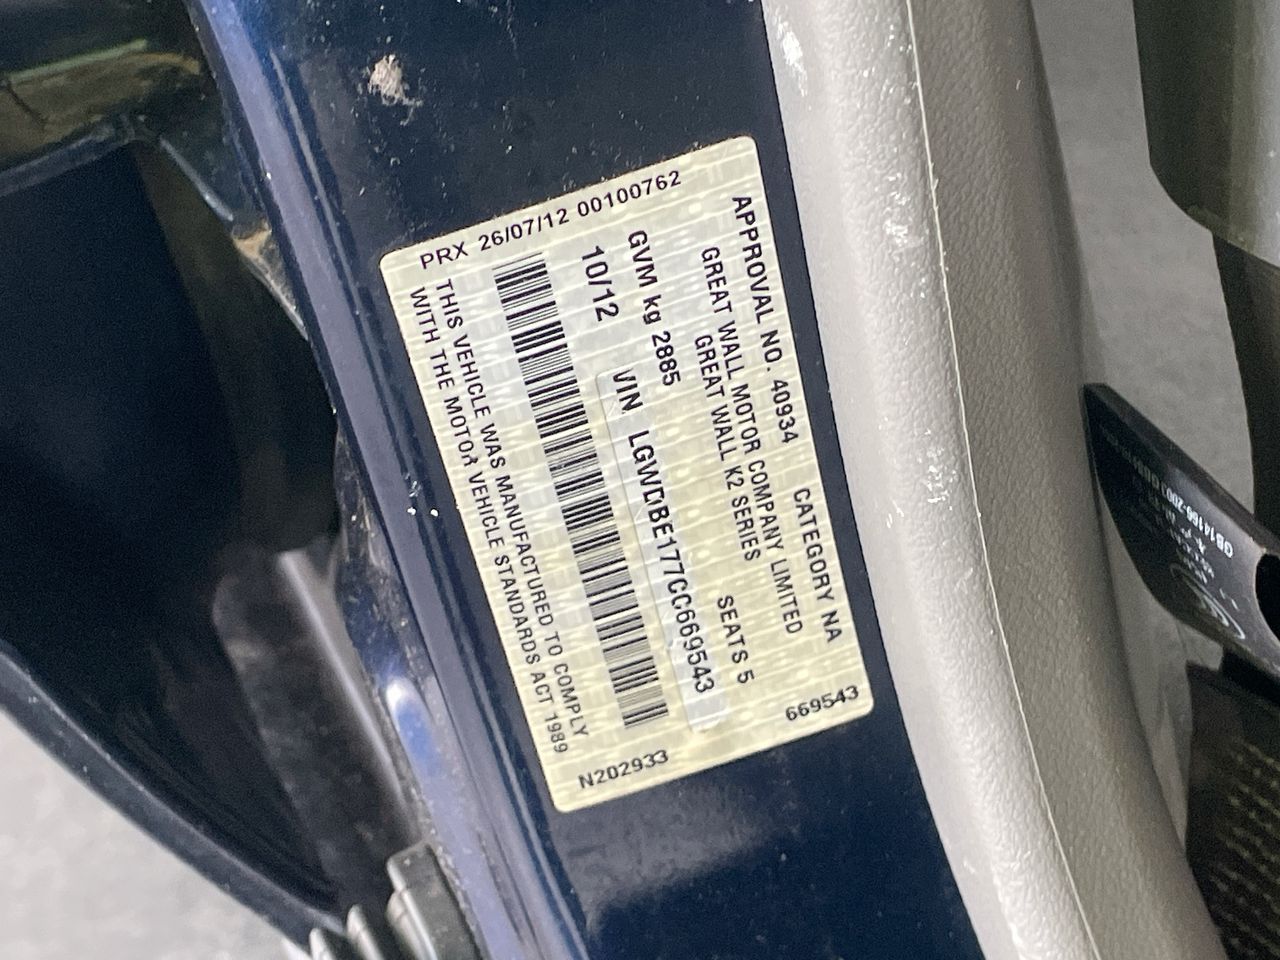 PRX 26/07/12 00100762
APPROVAL NO. 40934 CATEGORY NA
GREAT WALL MOTOR COMPANY LIMITED
GREAT WALL K2 SERIES
GVM kg 2885 SEATS 5
10/12 VIN LGWDBE177CC669543
THIS VEHICLE WAS MANUFACTURED TO COMPLY
WITH THE MOTOR VEHICLE STANDARDS ACT 1989
N202933 669543